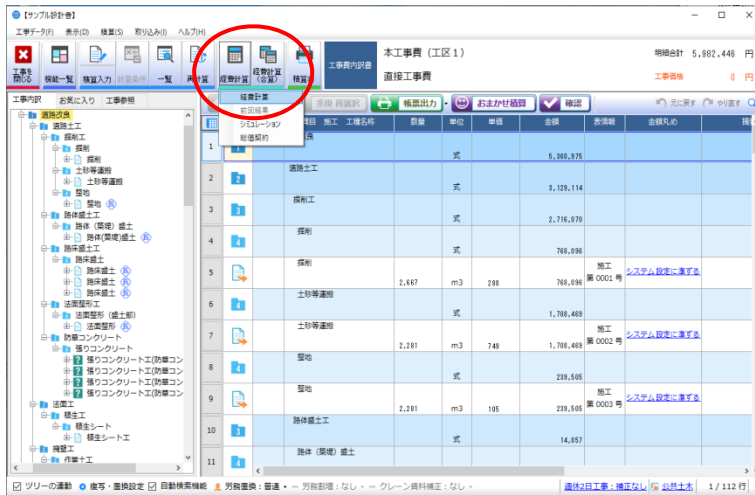 【サンプル設計書】
工事データ(F) 表示(D) 積算(S) 取り込み(I) ヘルプ(H)
工事を閉じる 機能一覧 積算入力 計算条件 一覧 再計算 経費計算 経費計算(合算) 積算
工事費内訳書
本工事費（工区１）
直接工事費
明細合計 5,982,446 円
工事価格 0 円
経費計算
前回結果
シミュレーション
総価契約
工事内訳 お気に入り 工事参照
歩掛 再選択 帳票出力 おまかせ積算 確認 元に戻す やり直す
項目 施工 工種名称 数量 単位 単価 金額 表情報 金額丸め
1 1 式 5,360,975
2 2 道路土工 式 3,129,114
3 3 掘削工 式 2,716,070
4 4 掘削 式 768,096
5 掘削 2,667 m3 288 768,096 施工 第 0001 号 システム設定に準ずる
6 4 土砂等運搬 式 1,708,469
7 土砂等運搬 2,281 m3 749 1,708,469 施工 第 0002 号 システム設定に準ずる
8 4 整地 式 239,505
9 整地 2,281 m3 105 239,505 施工 第 0003 号 システム設定に準ずる
10 3 路体盛土工 式 14,857
11 4 路体（築堤）盛土
道路改良
道路土工
掘削工
掘削
掘削
土砂等運搬
土砂等運搬
整地
整地
路体盛土工
路体（築堤）盛土
路体(築堤)盛土
路床盛土工
路床盛土
路床盛土
路床盛土
路床盛土
法面整形工
法面整形（盛土部）
法面整形
防草コンクリート
張りコンクリート
張りコンクリート工(防草コン
張りコンクリート工(防草コン
張りコンクリート工(防草コン
法面工
植生工
植生シート
植生シート工
擁壁工
作業土工
ツリーの連動 複写・置換設定 自動検索機能 労務置換：普通 労務割増：なし クレーン資料補正：なし 週休2日工事：補正なし 公共土木 1 / 112 行